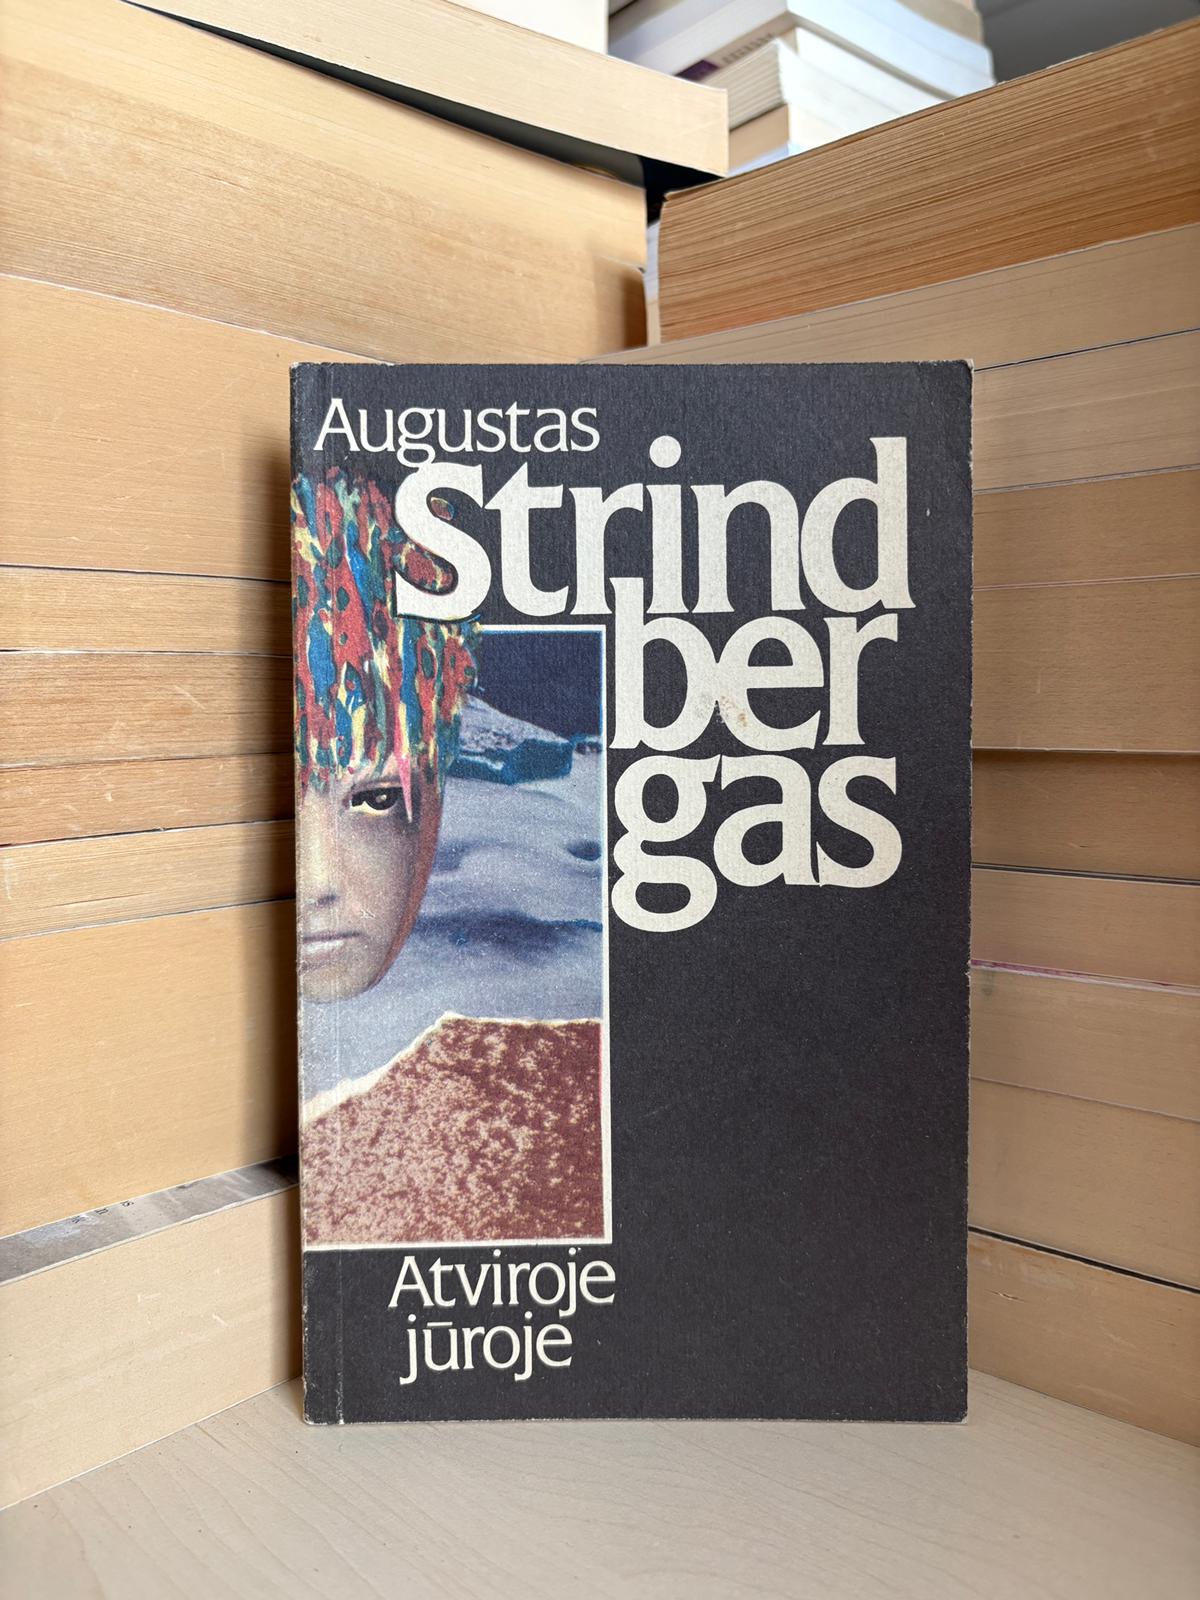 Augustas
Strind
ber
gas
Atviroje
jūroje